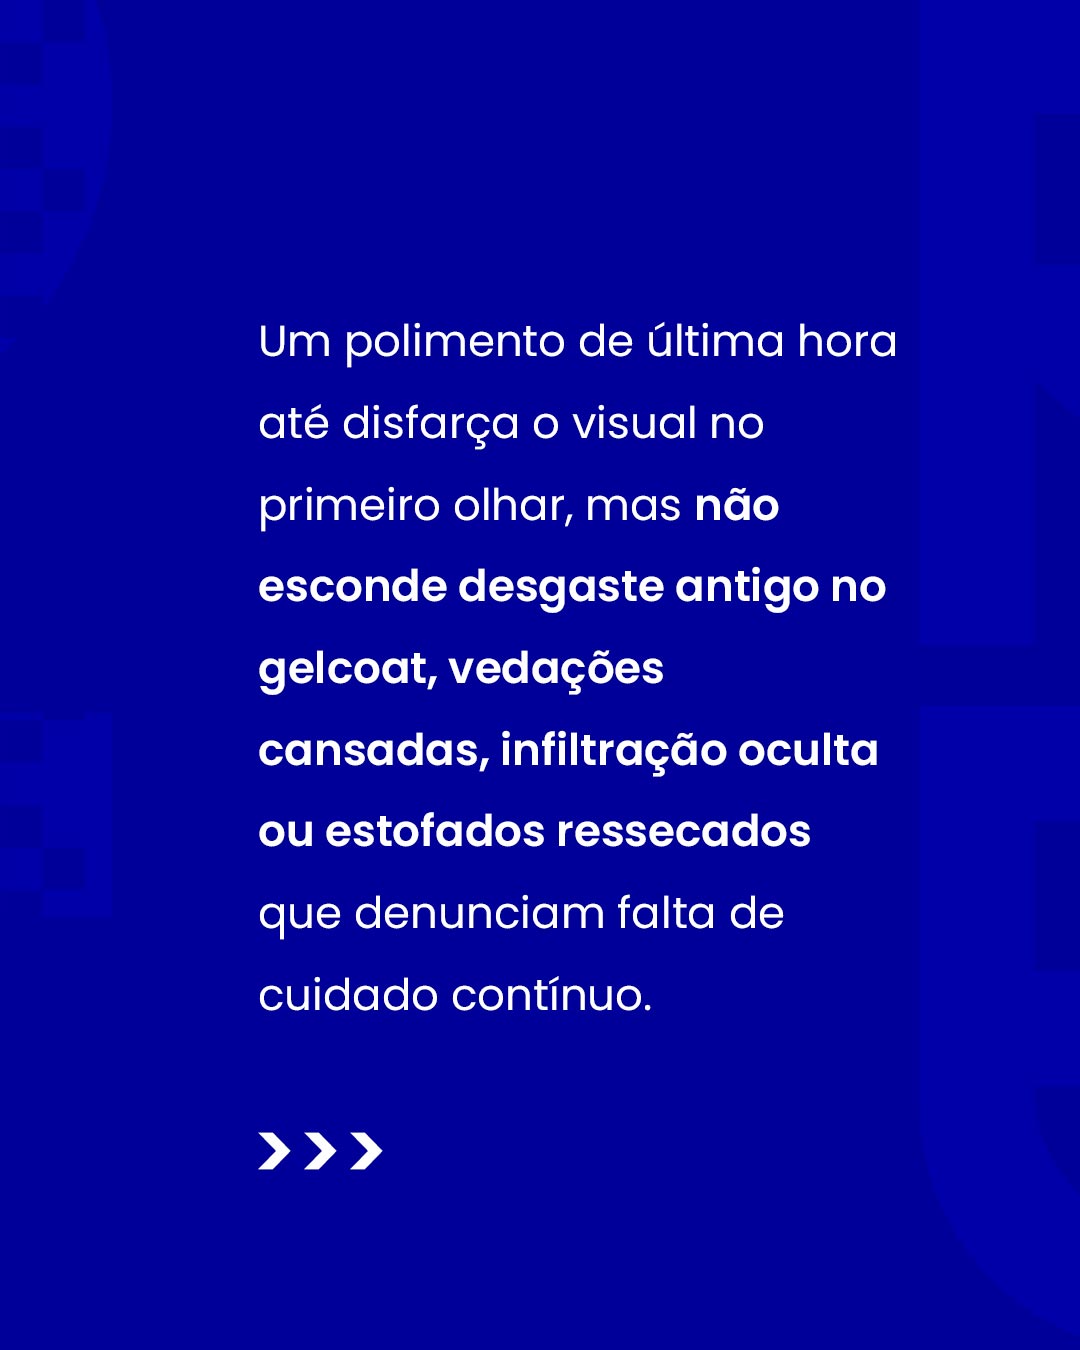 Um polimento de última hora
até disfarça o visual no
primeiro olhar, mas não
esconde desgaste antigo no
gelcoat, vedações
cansadas, infiltração oculta
ou estofados ressecados
que denunciam falta de
cuidado contínuo.